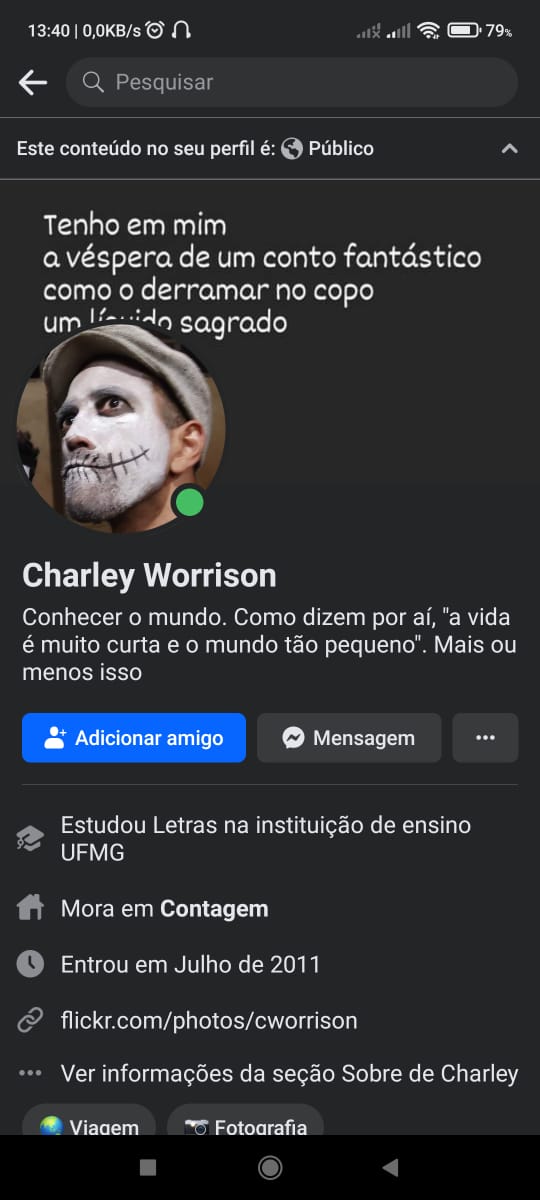 13:40 | 0,0KB/s
79%
Pesquisar
Este conteúdo no seu perfil é: Público
Tenho em mim
a véspera de um conto fantástico
como o derramar no copo
um líquido sagrado
Charley Worrison
Conhecer o mundo. Como dizem por aí, "a vida
é muito curta e o mundo tão pequeno". Mais ou
menos isso
Adicionar amigo
Mensagem
Estudou Letras na instituição de ensino
UFMG
Mora em Contagem
Entrou em Julho de 2011
flickr.com/photos/cworrison
Ver informações da seção Sobre de Charley
Viagem
Fotografia